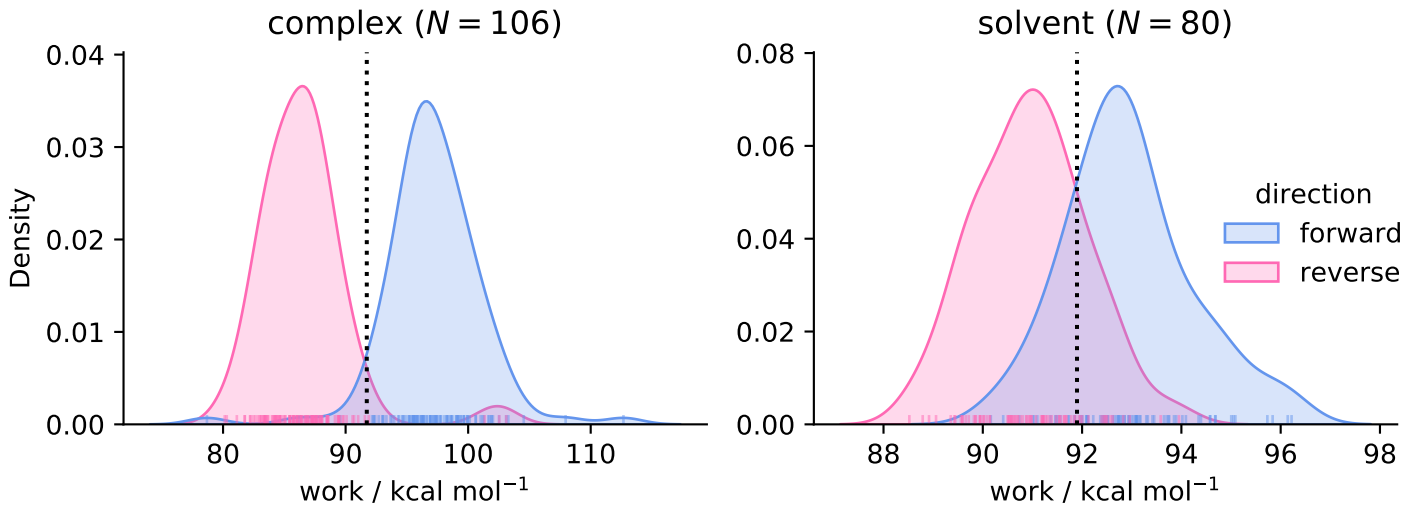 complex (N = 106)
0.04
0.03
0.02
0.01
0.00
Density
80 90 100 110
work / kcal mol⁻¹
solvent (N = 80)
0.08
0.06
0.04
0.02
0.00
88 90 92 94 96 98
work / kcal mol⁻¹
direction
forward
reverse